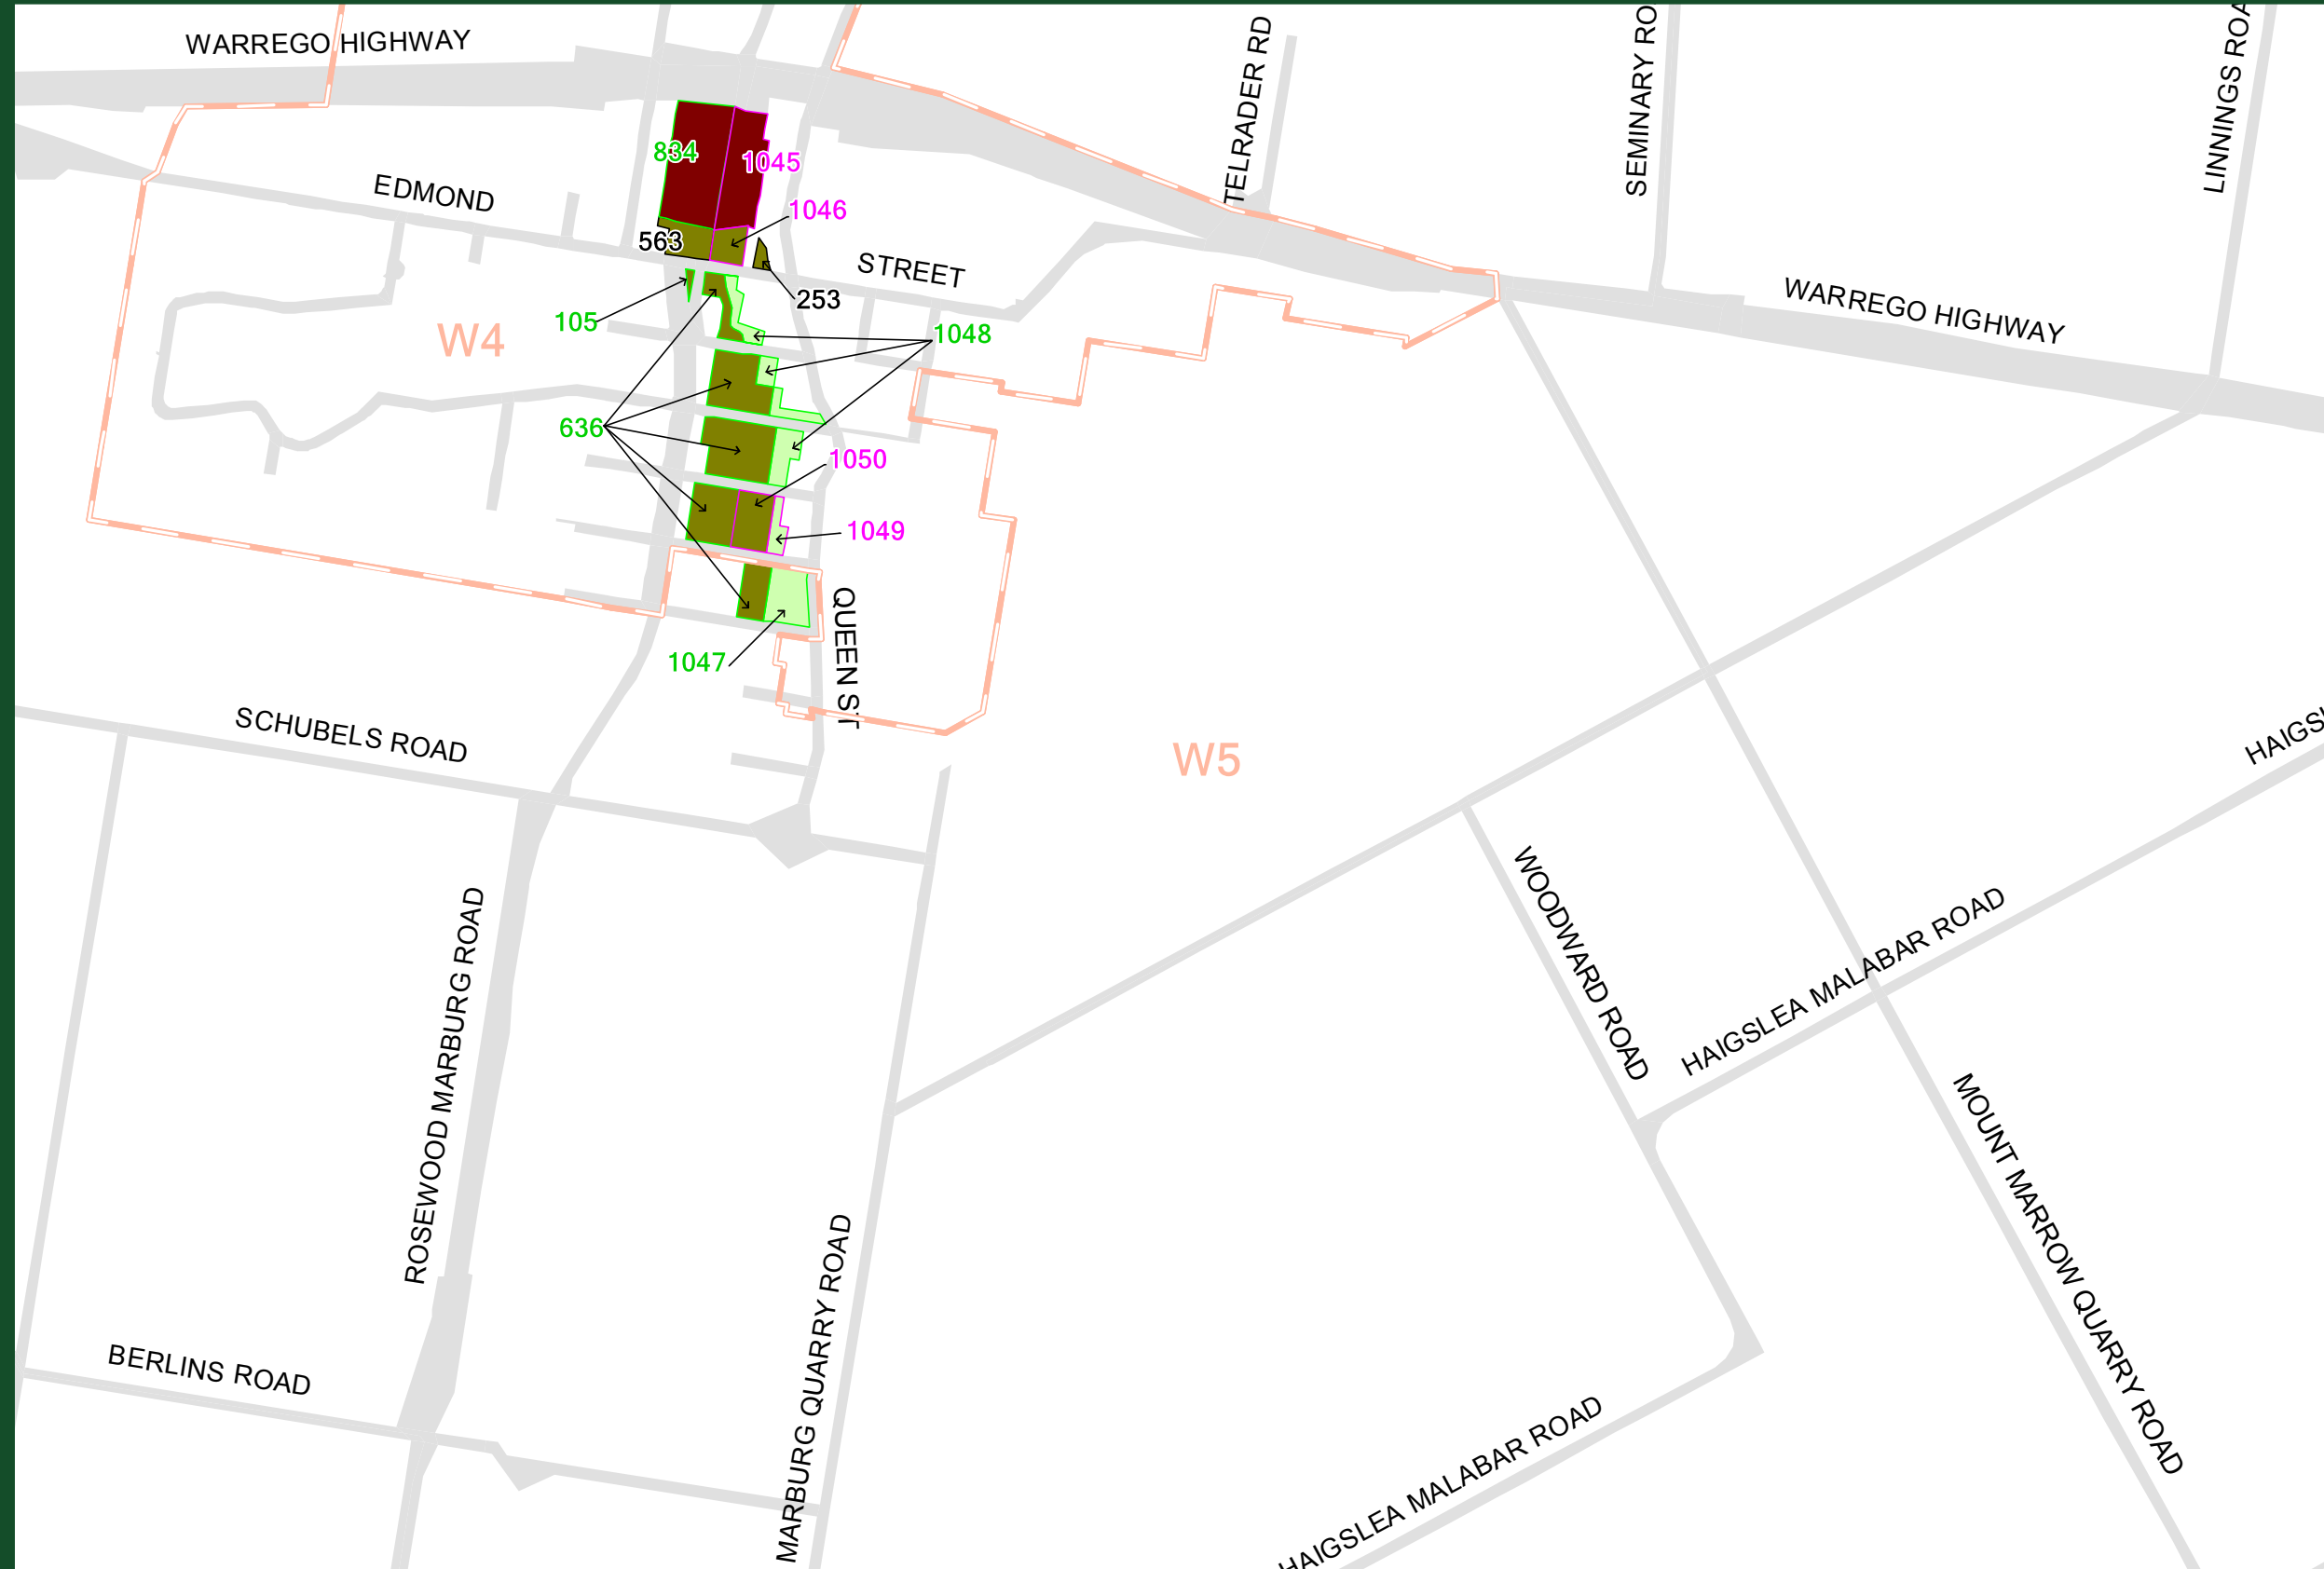 WARREGO HIGHWAY
TELRADER RD
SEMINARY RO
LINNINGS ROA
834
1045
EDMOND
1046
563
STREET
253
105
W4
1048
WARREGO HIGHWAY
636
1050
1049
QUEEN ST
1047
SCHUBELS ROAD
W5
HAIGS
WOODWARD ROAD
HAIGSLEA MALABAR ROAD
ROSEWOOD MARBURG ROAD
MOUNT MARROW QUARRY ROAD
MARBURG QUARRY ROAD
BERLINS ROAD
HAIGSLEA MALABAR ROAD